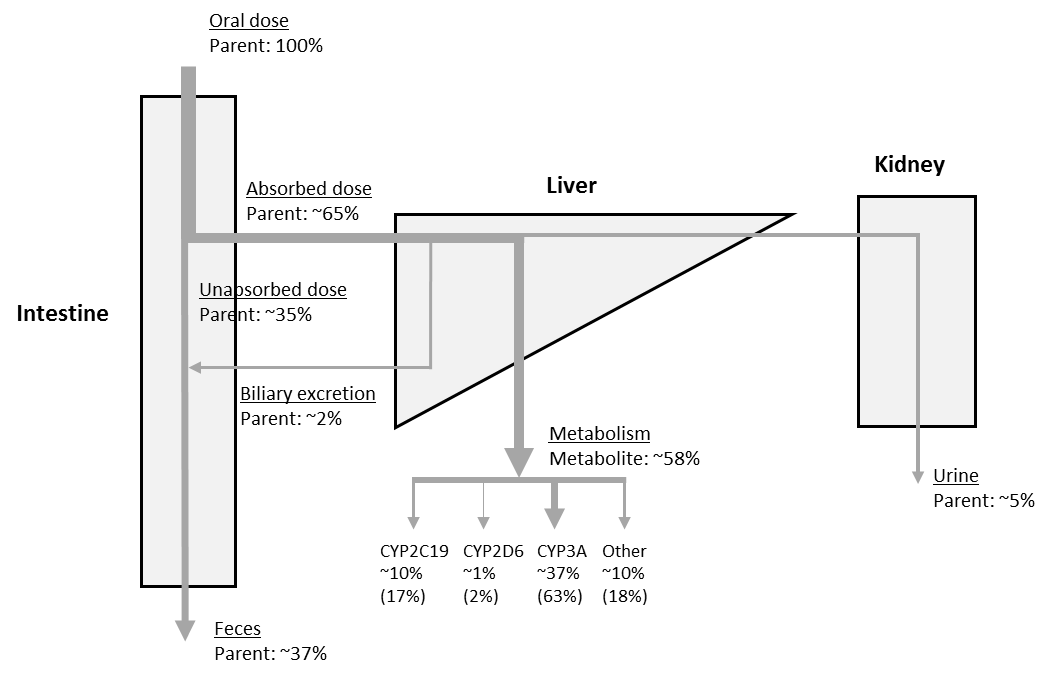 Oral dose
Parent: 100%
Kidney
Liver
Absorbed dose
Parent: ~65%
Unabsorbed dose
Parent: ~35%
Intestine
Biliary excretion
Parent: ~2%
Metabolism
Metabolite: ~58%
Urine
Parent: ~5%
CYP2C19
~10%
(17%)
CYP2D6
~1%
(2%)
CYP3A
~37%
(63%)
Other
~10%
(18%)
Feces
Parent: ~37%